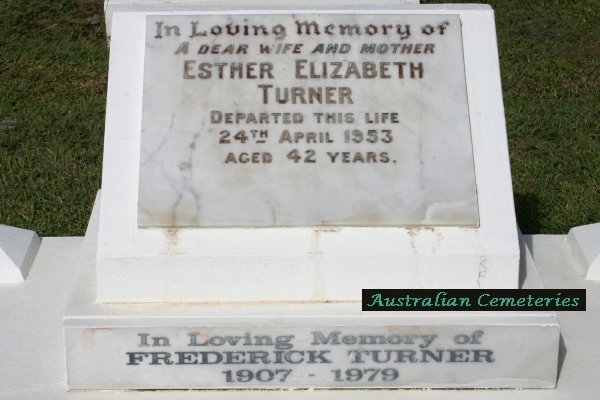 In Loving Memory of
A DEAR WIFE AND MOTHER
ESTHER ELIZABETH
TURNER
DEPARTED THIS LIFE
24TH APRIL 1953
AGED 42 YEARS.
Australian Cemeteries
In Loving Memory of
FREDERICK TURNER
1907 - 1979